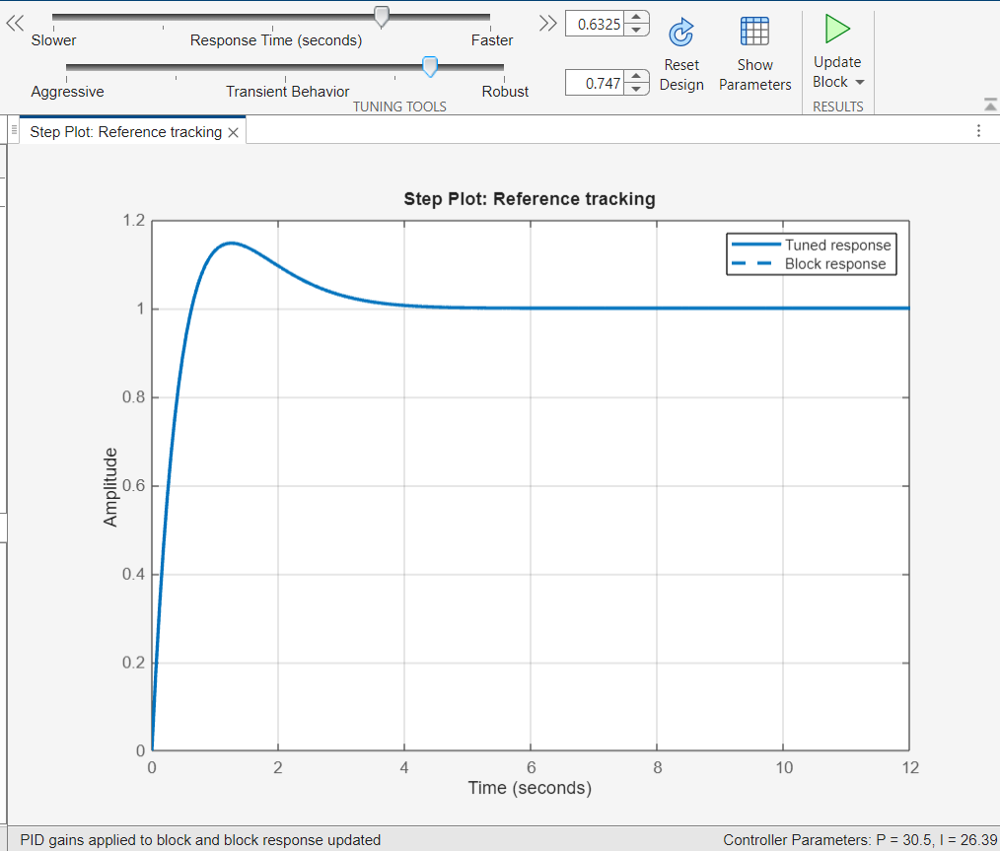 Slower Response Time (seconds) Faster
0.6325
Aggressive Transient Behavior Robust
0.747
Reset
Design
Show
Parameters
Update
Block
TUNING TOOLS
RESULTS
Step Plot: Reference tracking
Step Plot: Reference tracking
Tuned response
Block response
1.2
1
0.8
0.6
0.4
0.2
0
Amplitude
0 2 4 6 8 10 12
Time (seconds)
PID gains applied to block and block response updated
Controller Parameters: P = 30.5, I = 26.39